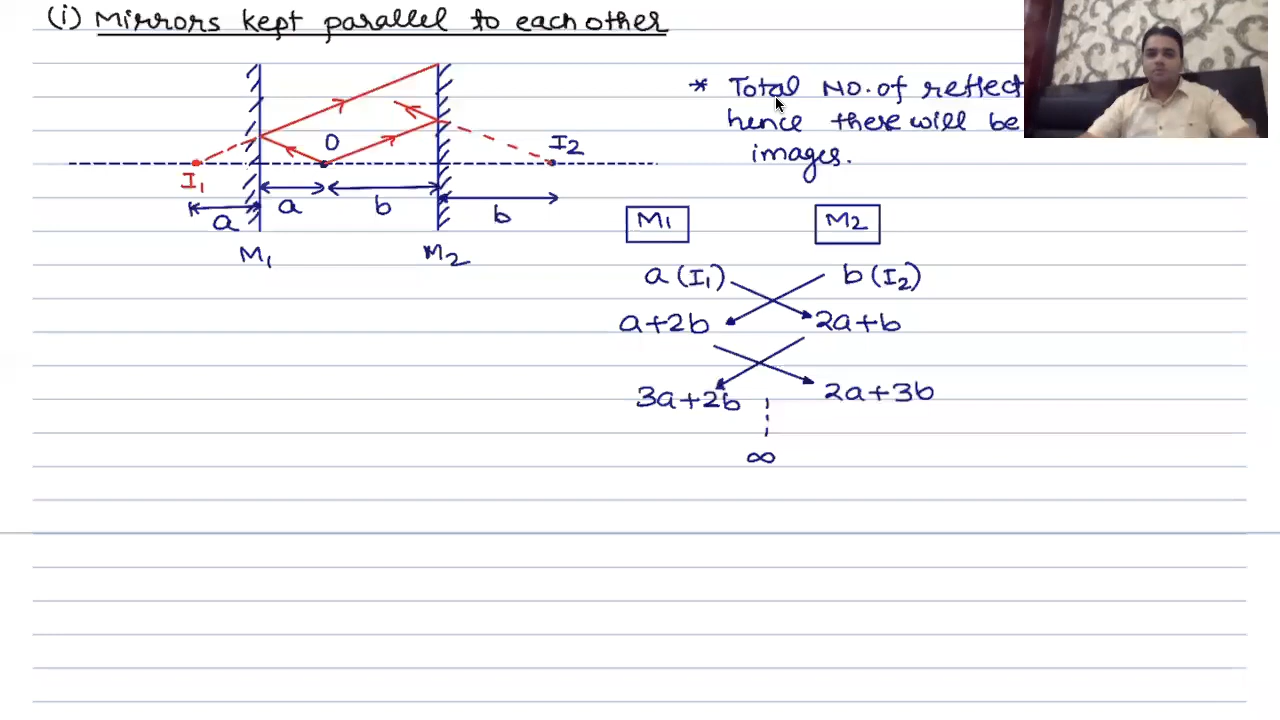 (i) Mirrors kept parallel to each other
* Total No. of reflect
hence there will be
images.
O
I₂
I₁
a
b
a
b
M₁
M₂
M₁
M₂
a (I₁)
b (I₂)
a+2b
2a+b
3a+2b
2a+3b
∞